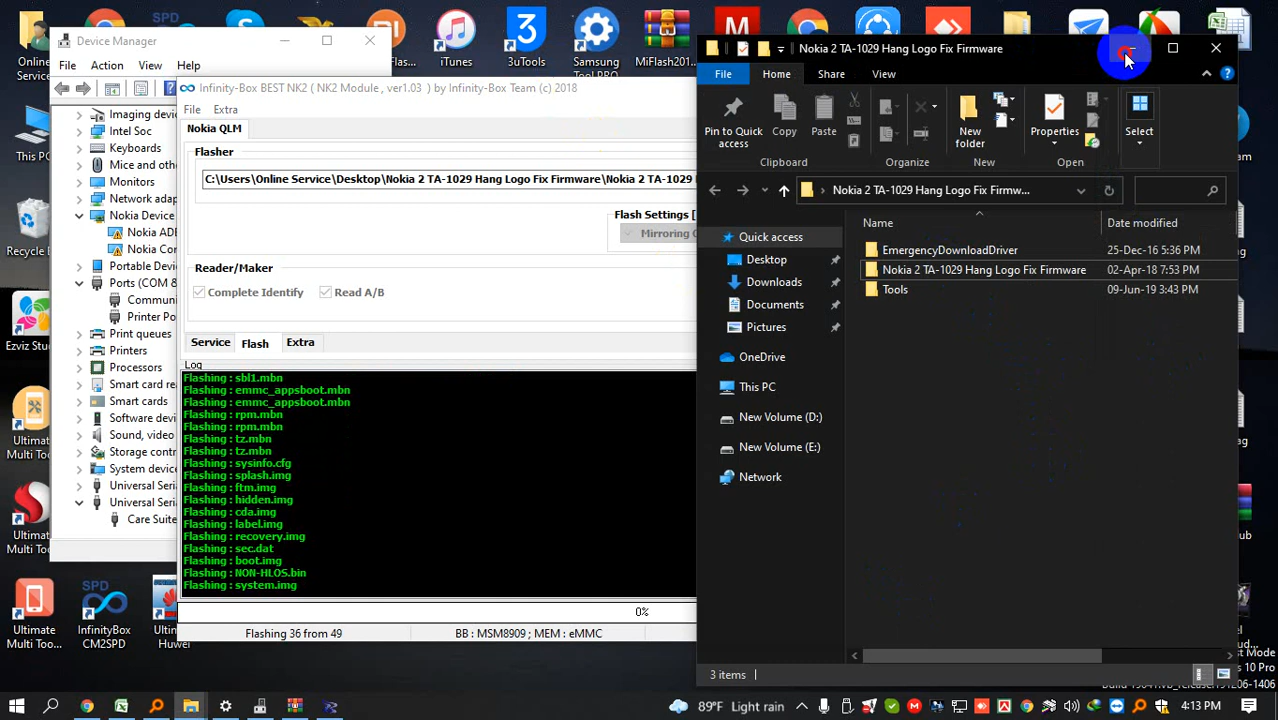 Online Service
iTunes
3uTools
Samsung Tool PRO
MiFlash201...
Device Manager
File Action View Help
Imaging devi
Intel Soc
Keyboards
Mice and othe
Monitors
Network adap
Nokia Device
Nokia ADB
Nokia Cor
Portable Devi
Ports (COM &
Communi
Printer Po
Print queues
Printers
Processors
Smart card rea
Smart cards
Software devi
Sound, video
Storage contr
System device
Universal Seria
Universal Seria
Care Suite
This PC
Recycle B
Ezviz Stud
Ultimate
Multi Tool
Ultimate
Multi Tool
Ultimate
Multi Too...
InfinityBox
CM2SPD
SPD
Infinity-Box BEST NK2 ( NK2 Module , ver1.03 ) by Infinity-Box Team (c) 2018
File Extra
Nokia QLM
Flasher
C:\Users\Online Service\Desktop\Nokia 2 TA-1029 Hang Logo Fix Firmware\Nokia 2 TA-1029
Flash Settings [
Mirroring
Reader/Maker
Complete Identify Read A/B
Service Flash Extra
Log
Flashing : sbl1.mbn
Flashing : emmc_appsboot.mbn
Flashing : emmc_appsboot.mbn
Flashing : rpm.mbn
Flashing : rpm.mbn
Flashing : tz.mbn
Flashing : tz.mbn
Flashing : sysinfo.cfg
Flashing : splash.img
Flashing : ftm.img
Flashing : hidden.img
Flashing : cda.img
Flashing : label.img
Flashing : recovery.img
Flashing : sec.dat
Flashing : boot.img
Flashing : NON-HLOS.bin
Flashing : system.img
0%
Flashing 36 from 49 BB : MSM8909 ; MEM : eMMC
Nokia 2 TA-1029 Hang Logo Fix Firmware
File Home Share View
Pin to Quick access
Copy
Paste
New folder
Properties
Select
Clipboard Organize New Open
Nokia 2 TA-1029 Hang Logo Fix Firmw...
Name Date modified
EmergencyDownloadDriver 25-Dec-16 5:36 PM
Nokia 2 TA-1029 Hang Logo Fix Firmware 02-Apr-18 7:53 PM
Tools 09-Jun-19 3:43 PM
Quick access
Desktop
Downloads
Documents
Pictures
OneDrive
This PC
New Volume (D:)
New Volume (E:)
Network
3 items
89°F Light rain
4:13 PM